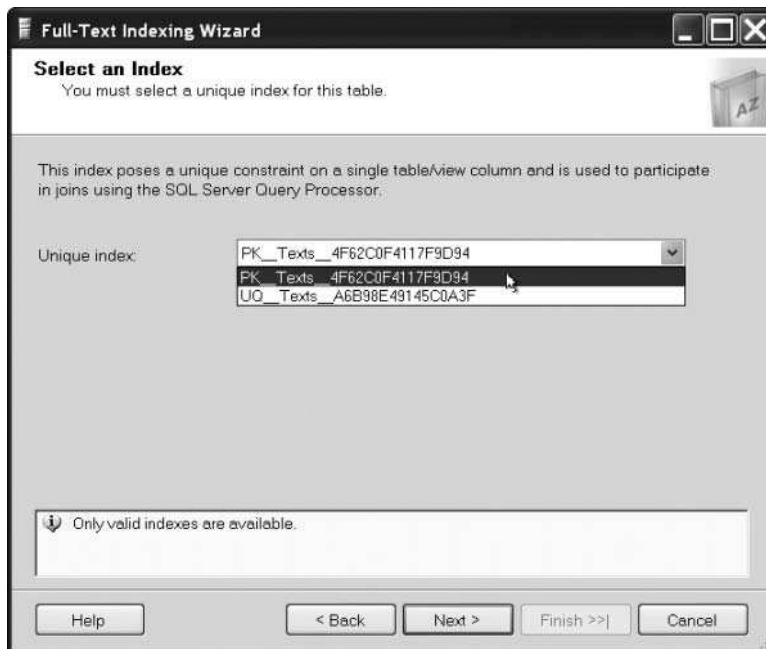 Full-Text Indexing Wizard
Select an Index
You must select a unique index for this table.
AZ
This index poses a unique constraint on a single table/view column and is used to participate
in joins using the SQL Server Query Processor.
Unique index:
PK__Texts__4F62C0F4117F9D94
PK__Texts__4F62C0F4117F9D94
UQ__Texts__A6B98E49145C0A3F
Only valid indexes are available.
Help
< Back
Next >
Finish >>|
Cancel